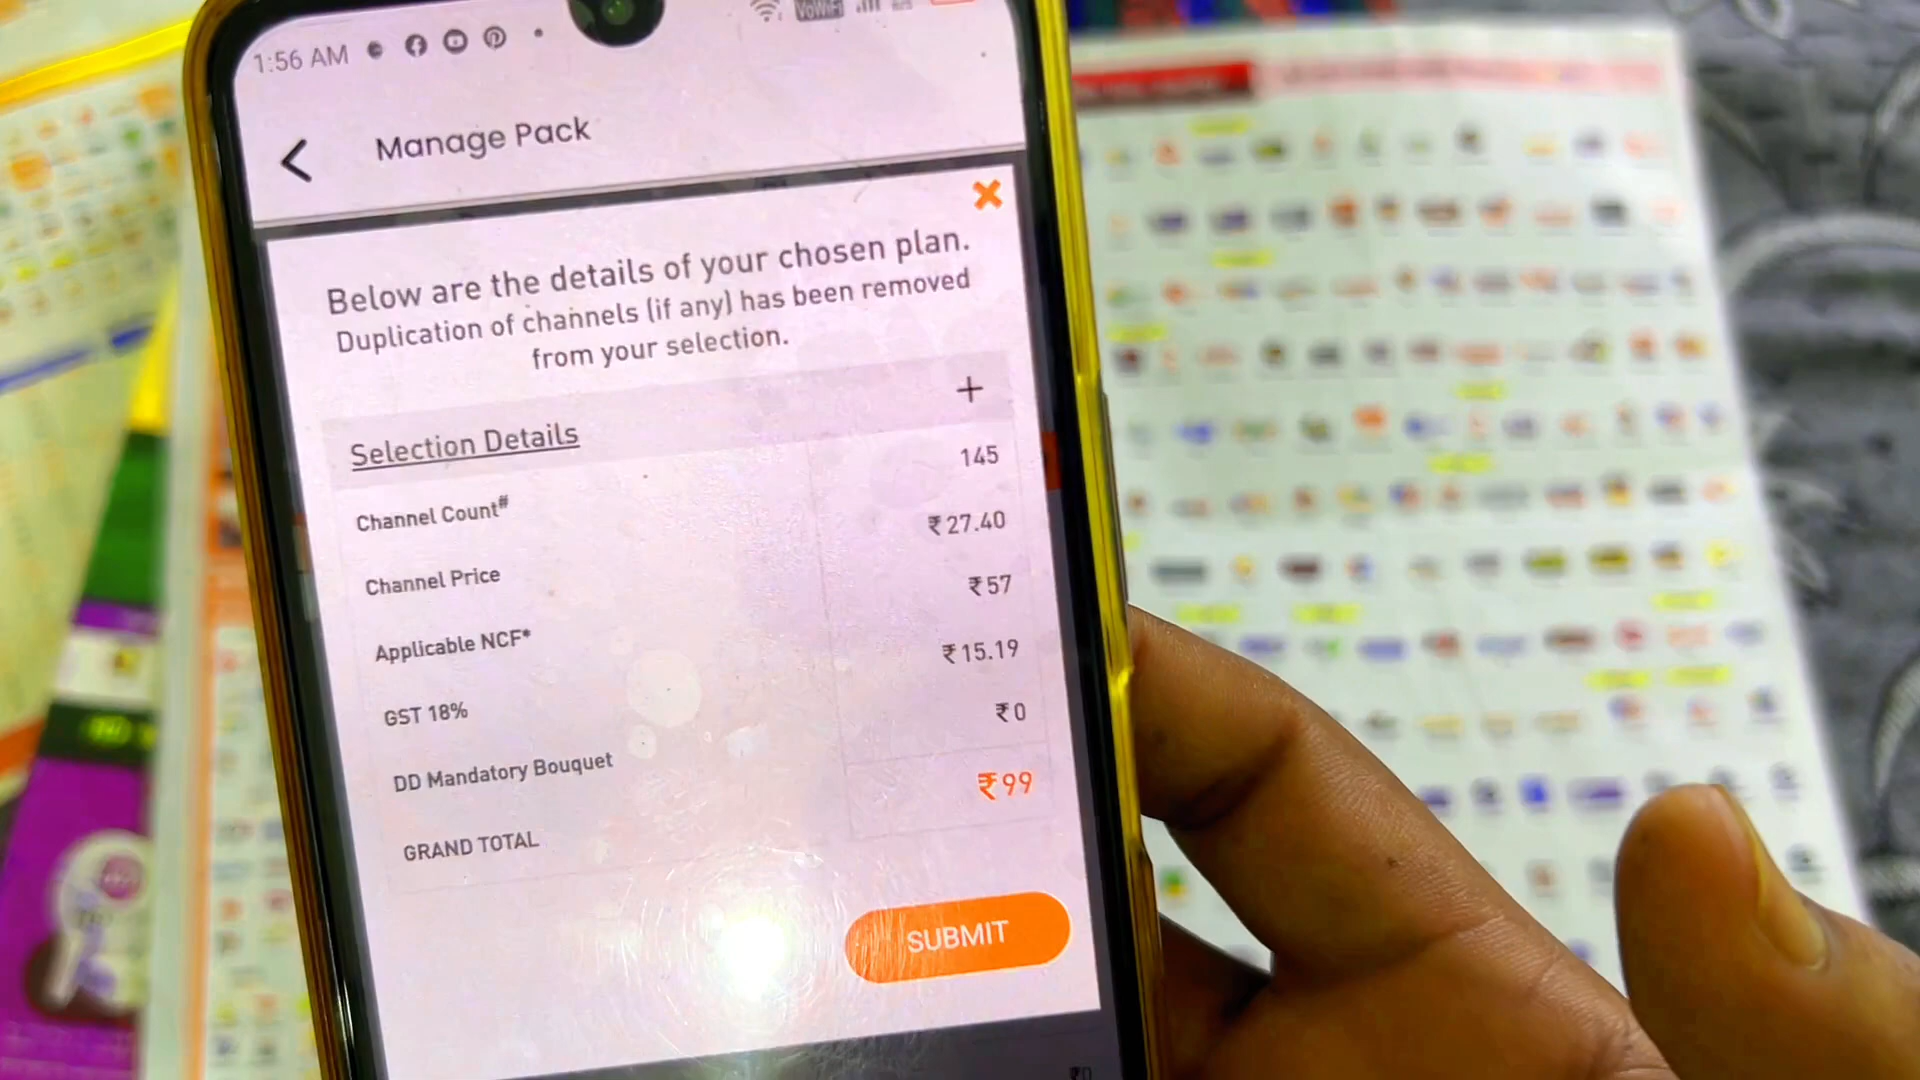 1:56 AM
VoWiFi
Manage Pack
Below are the details of your chosen plan.
Duplication of channels (if any) has been removed
from your selection.
Selection Details +
Channel Count# 145
Channel Price ₹27.40
Applicable NCF* ₹57
GST 18% ₹15.19
DD Mandatory Bouquet ₹0
GRAND TOTAL ₹99
SUBMIT
₹0